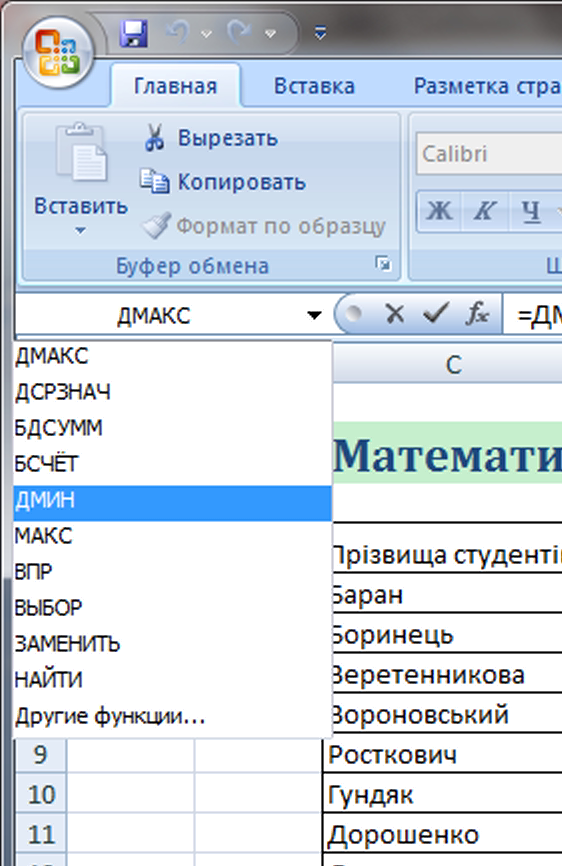 Главная Вставка Разметка стра
Вырезать
Копировать
Вставить
Формат по образцу
Буфер обмена
Calibri
Ж К Ч
Ш
ДМАКС fx =ДМ
ДМАКС
ДСРЗНАЧ
БДСУММ
БСЧЁТ
ДМИН
МАКС
ВПР
ВЫБОР
ЗАМЕНИТЬ
НАЙТИ
Другие функции...
C
Математи
Прізвища студенті
Баран
Боринець
Веретенникова
Вороновський
9 Росткович
10 Гундяк
11 Дорошенко